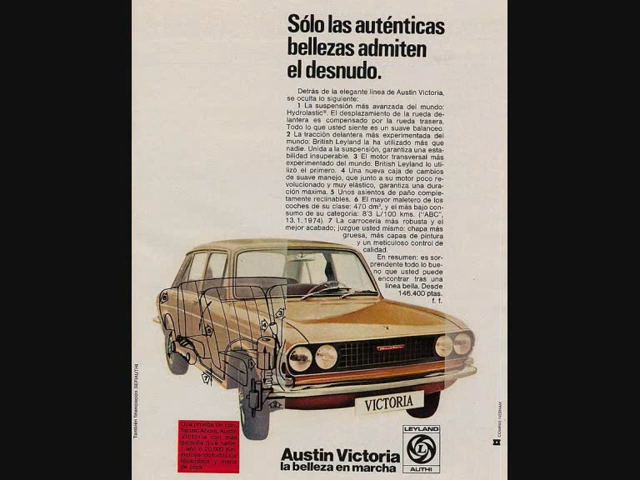 Sólo las auténticas
bellezas admiten
el desnudo.
Detrás de la elegante línea de Austin Victoria,
se oculta lo siguiente:
1 La suspensión más avanzada del mundo:
Hydrolastic®. El desplazamiento de la rueda de-
lantera es compensado por la rueda trasera.
Todo lo que usted siente es un suave balanceo.
2 La tracción delantera más experimentada del
mundo: British Leyland la ha utilizado más que
nadie. Unida a la suspensión, garantiza una esta-
bilidad insuperable. 3 El motor transversal más
experimentado del mundo: British Leyland lo uti-
lizó el primero. 4 Una nueva caja de cambios
de suave manejo, que junto a su motor poco re-
volucionado y muy elástico, garantiza una dura-
ción máxima. 5 Unos asientos de paño comple-
tamente reclinables. 6 El mayor maletero de los
coches de su clase: 470 dm³, y el más bajo con-
sumo de su categoría: 8'3 L/100 kms. ("ABC",
13.1.1974). 7 La carrocería más robusta y el
mejor acabado; juzgue usted mismo: chapa más
gruesa, más capas de pintura
y un meticuloso control de
calidad.
En resumen: es sor-
prendente todo lo bue-
no que usted puede
encontrar tras una
línea bella. Desde
146.400 ptas.
f. f.
VICTORIA
Austin Victoria
la belleza en marcha
LEYLAND
L
AUTHI